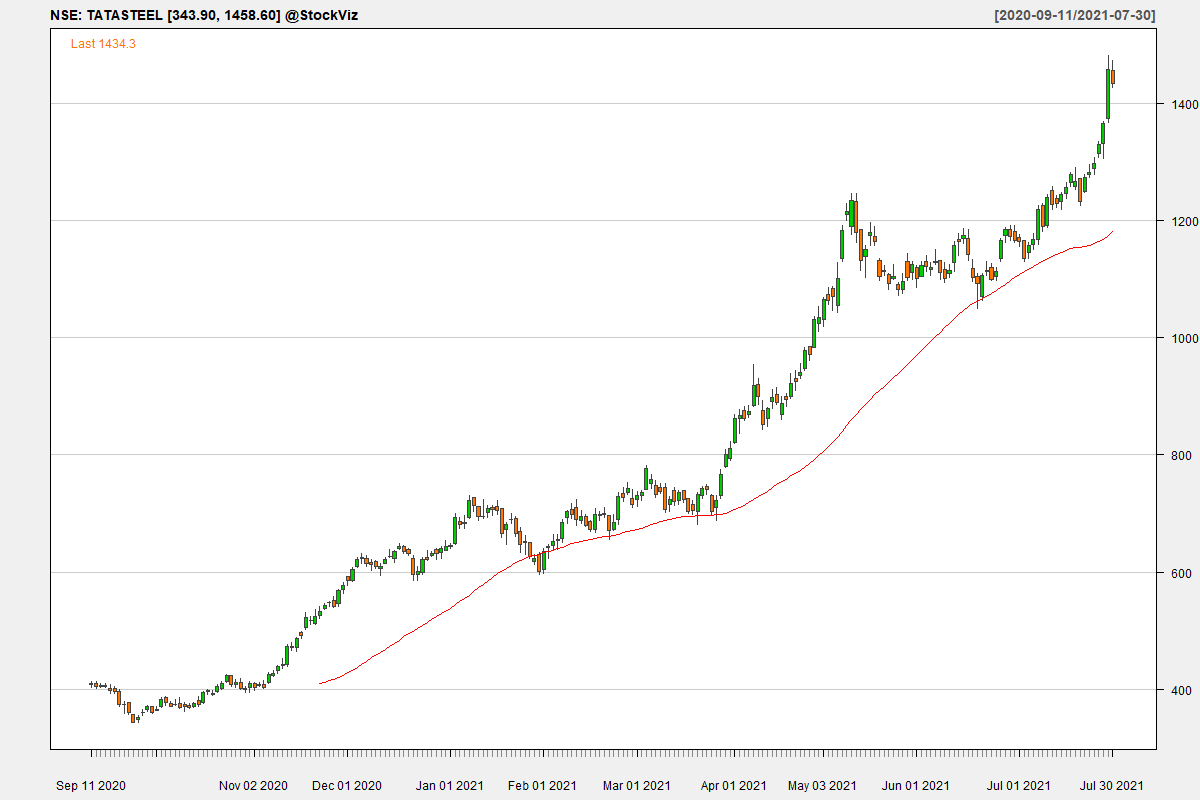 NSE: TATASTEEL [343.90, 1458.60] @StockViz [2020-09-11/2021-07-30]
Last 1434.3
1400
1200
1000
800
600
400
Sep 11 2020 Nov 02 2020 Dec 01 2020 Jan 01 2021 Feb 01 2021 Mar 01 2021 Apr 01 2021 May 03 2021 Jun 01 2021 Jul 01 2021 Jul 30 2021